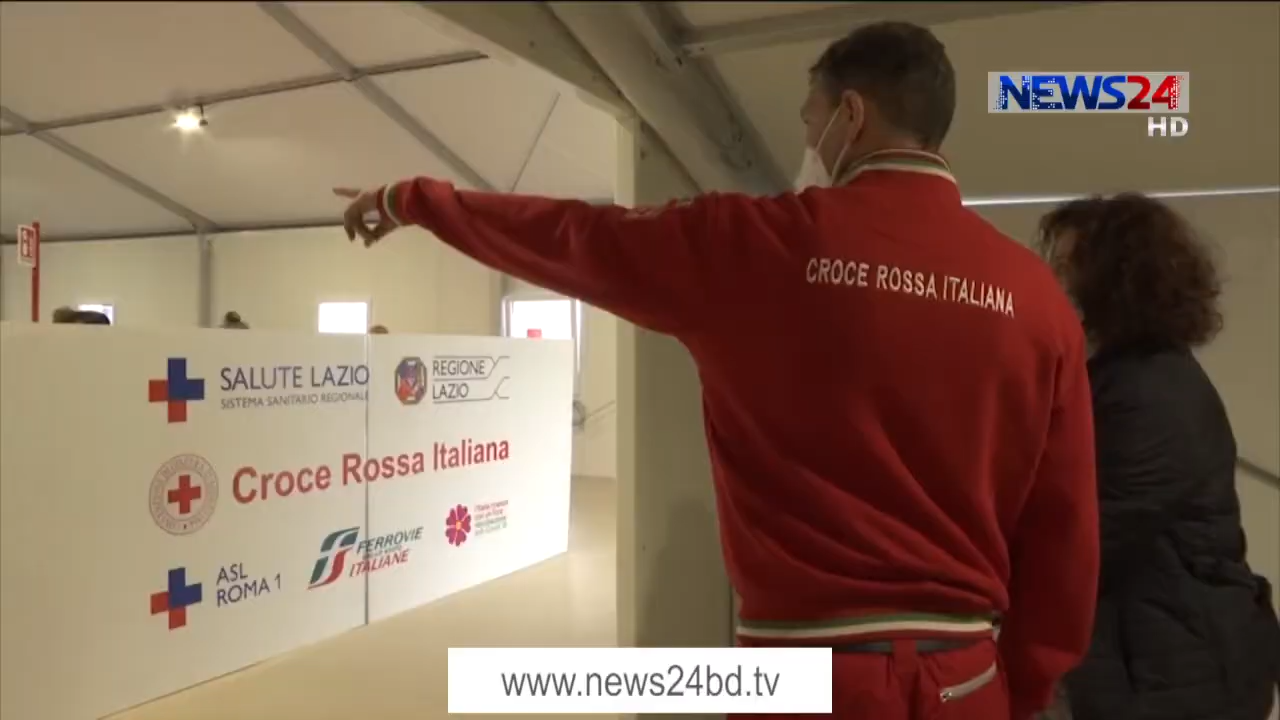 NEWS24
HD
CROCE ROSSA ITALIANA
SALUTE LAZIO
SISTEMA SANITARIO REGIONALE
REGIONE
LAZIO
Croce Rossa Italiana
ASL
ROMA 1
FERROVIE
ITALIANE
www.news24bd.tv